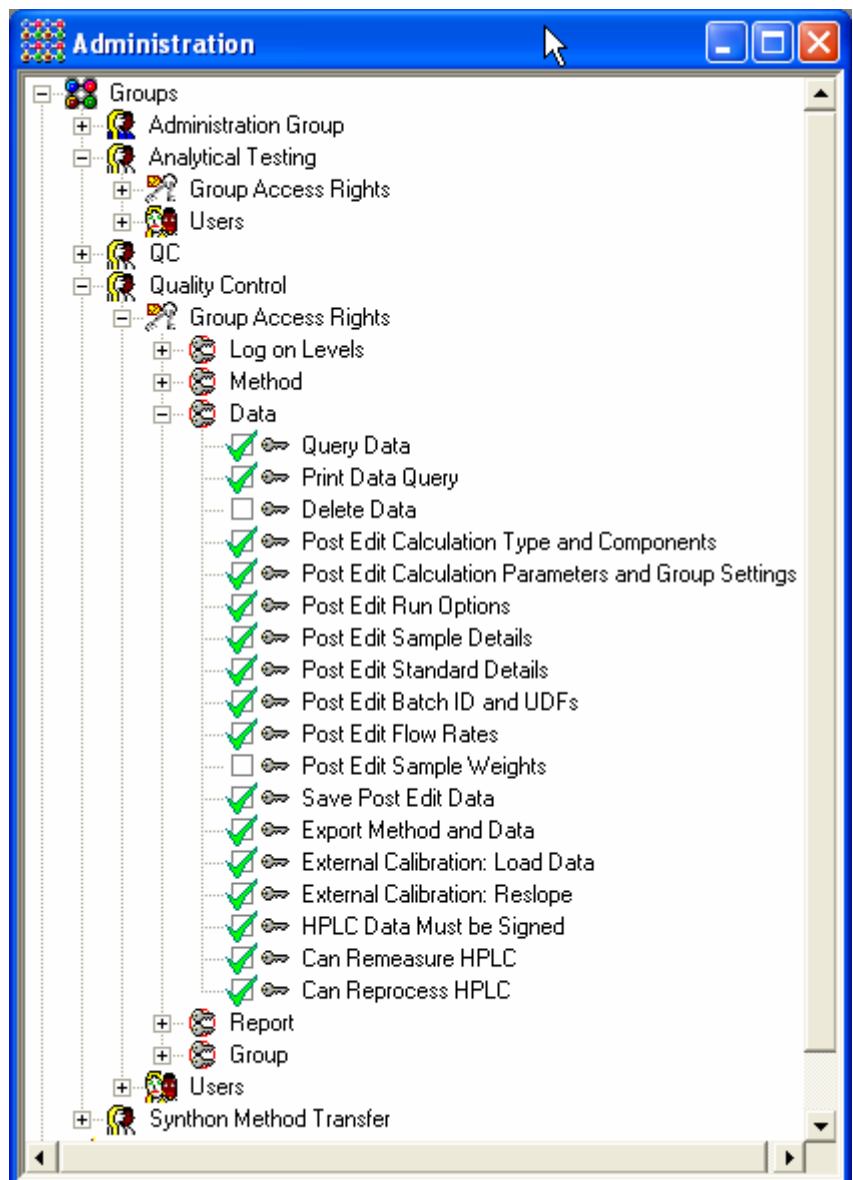 Administration
Groups
Administration Group
Analytical Testing
Group Access Rights
Users
QC
Quality Control
Group Access Rights
Log on Levels
Method
Data
Query Data
Print Data Query
Delete Data
Post Edit Calculation Type and Components
Post Edit Calculation Parameters and Group Settings
Post Edit Run Options
Post Edit Sample Details
Post Edit Standard Details
Post Edit Batch ID and UDFs
Post Edit Flow Rates
Post Edit Sample Weights
Save Post Edit Data
Export Method and Data
External Calibration: Load Data
External Calibration: Reslope
HPLC Data Must be Signed
Can Remeasure HPLC
Can Reprocess HPLC
Report
Group
Users
Synthon Method Transfer